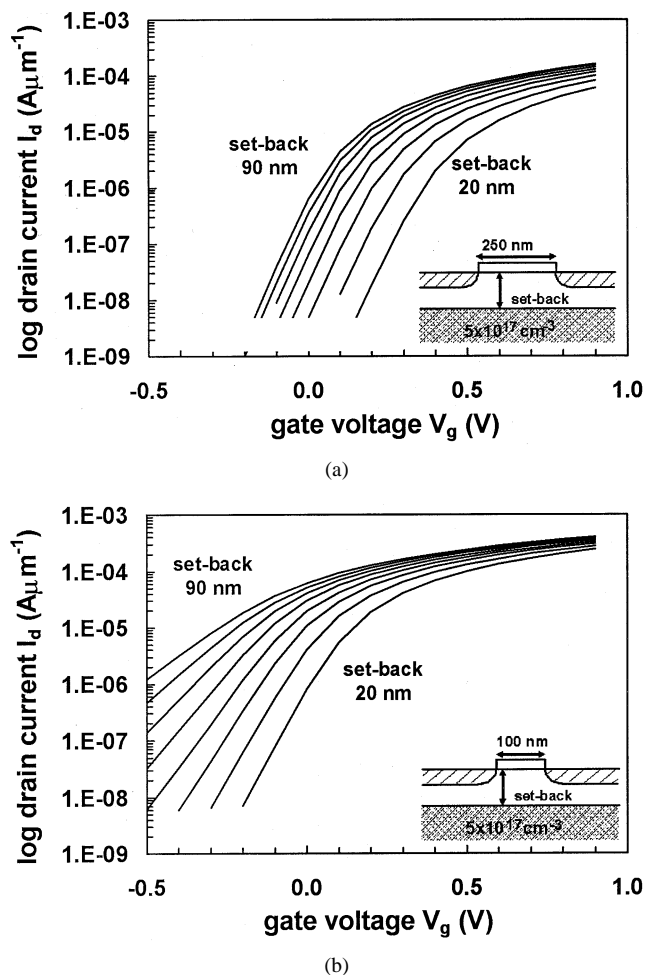 1.E-03
1.E-04
1.E-05
1.E-06
1.E-07
1.E-08
1.E-09
log drain current I_d (Aμm⁻¹)
set-back
90 nm
set-back
20 nm
250 nm
set-back
5x10¹⁷cm⁻³
-0.5 0.0 0.5 1.0
gate voltage V_g (V)
(a)
1.E-03
1.E-04
1.E-05
1.E-06
1.E-07
1.E-08
1.E-09
log drain current I_d (Aμm⁻¹)
set-back
90 nm
set-back
20 nm
100 nm
set-back
5x10¹⁷cm⁻³
-0.5 0.0 0.5 1.0
gate voltage V_g (V)
(b)